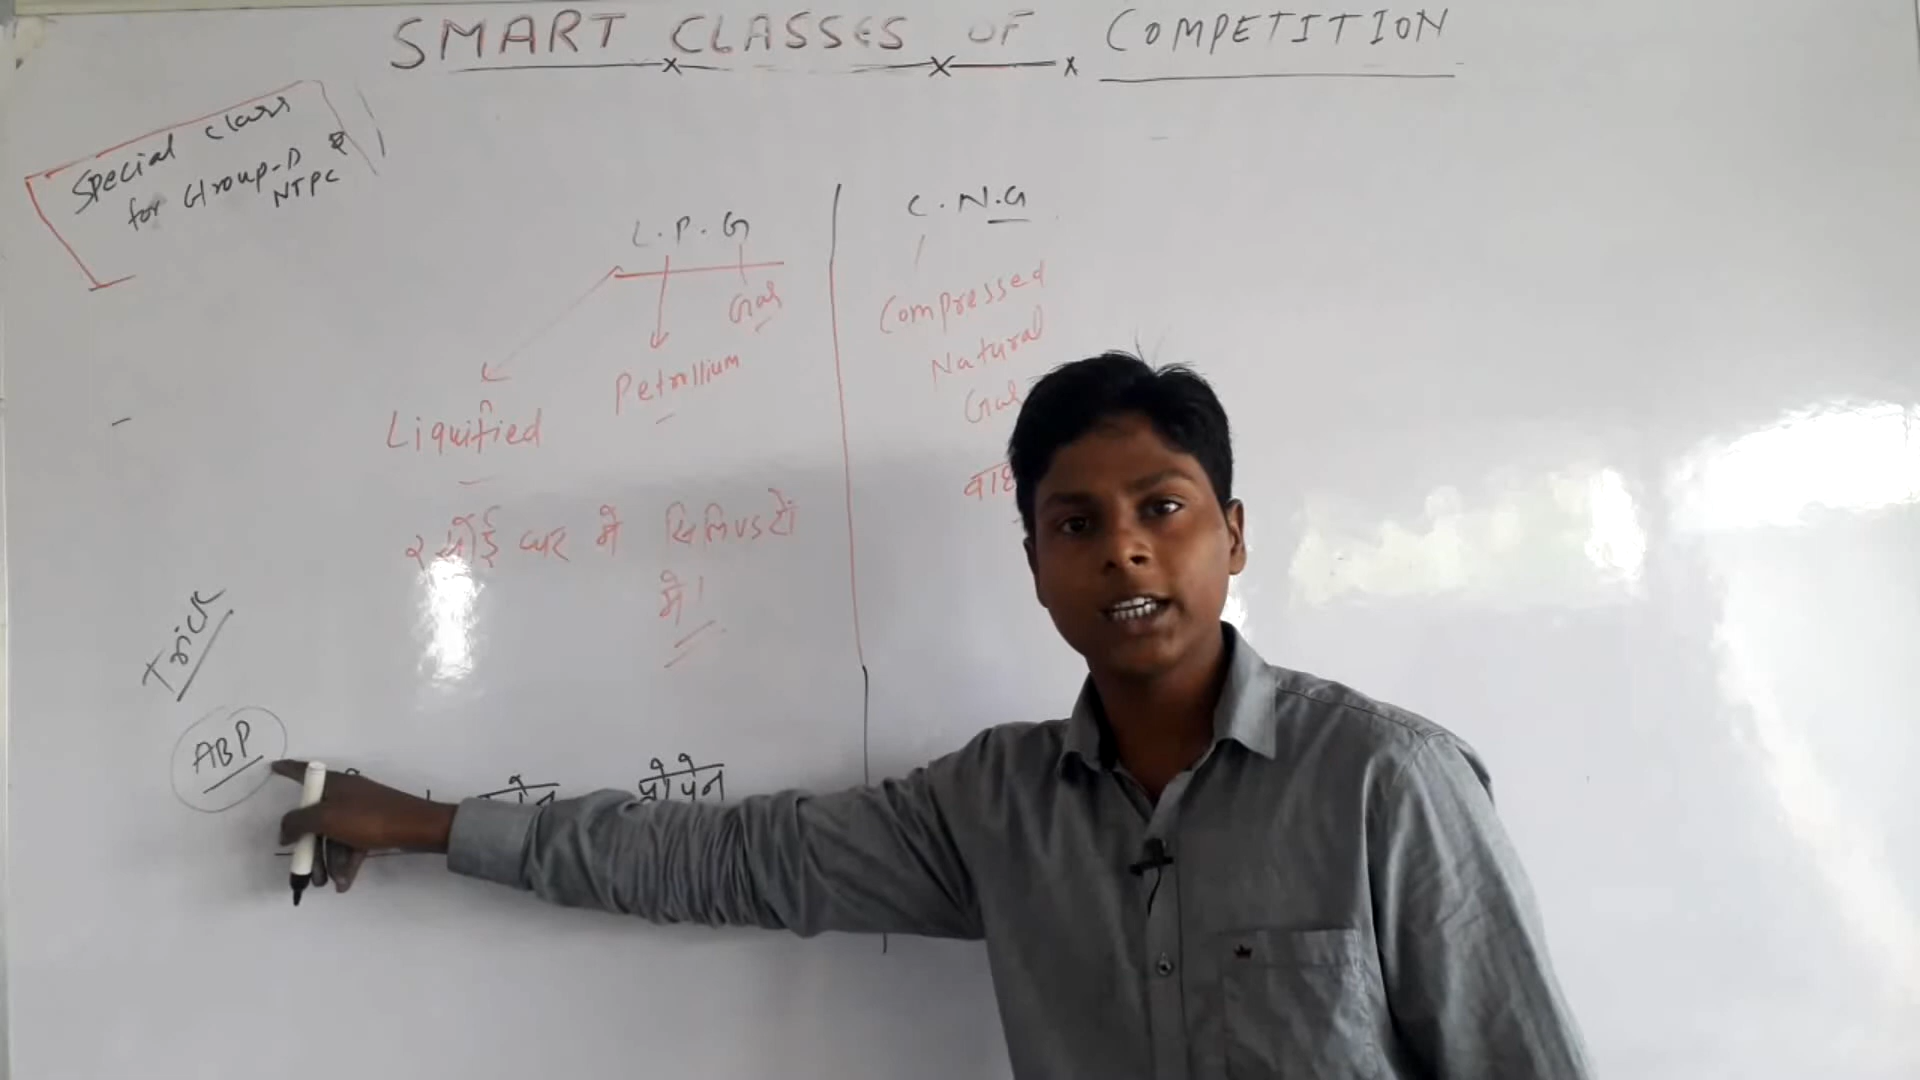 SMART CLASSES OF COMPETITION
Special class
for Group-D &
NTPC
L.P.G
Gas
Petrollium
Liquified
रसोई घर में सिलिण्डरों
में।
C.N.G
Compressed
Natural
Gas
Trick
ABP
प्रोपेन